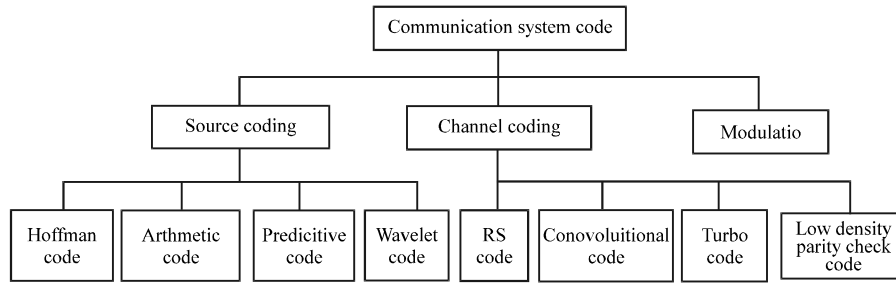 Communication system code
Source coding
Channel coding
Modulatio
Hoffman
code
Arthmetic
code
Predicitive
code
Wavelet
code
RS
code
Conovoluitional
code
Turbo
code
Low density
parity check
code